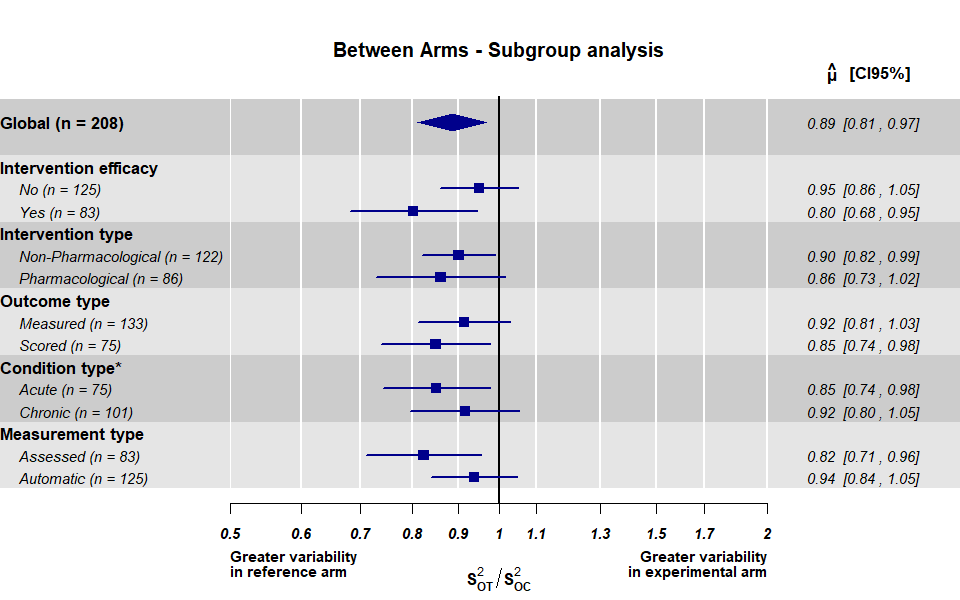 Between Arms - Subgroup analysis
μ̂ [CI95%]
Global (n = 208) 0.89 [0.81 , 0.97]
Intervention efficacy
No (n = 125) 0.95 [0.86 , 1.05]
Yes (n = 83) 0.80 [0.68 , 0.95]
Intervention type
Non-Pharmacological (n = 122) 0.90 [0.82 , 0.99]
Pharmacological (n = 86) 0.86 [0.73 , 1.02]
Outcome type
Measured (n = 133) 0.92 [0.81 , 1.03]
Scored (n = 75) 0.85 [0.74 , 0.98]
Condition type*
Acute (n = 75) 0.85 [0.74 , 0.98]
Chronic (n = 101) 0.92 [0.80 , 1.05]
Measurement type
Assessed (n = 83) 0.82 [0.71 , 0.96]
Automatic (n = 125) 0.94 [0.84 , 1.05]
0.5 0.6 0.7 0.8 0.9 1 1.1 1.3 1.5 1.7 2
Greater variability
in reference arm
Greater variability
in experimental arm
S²OT / S²OC